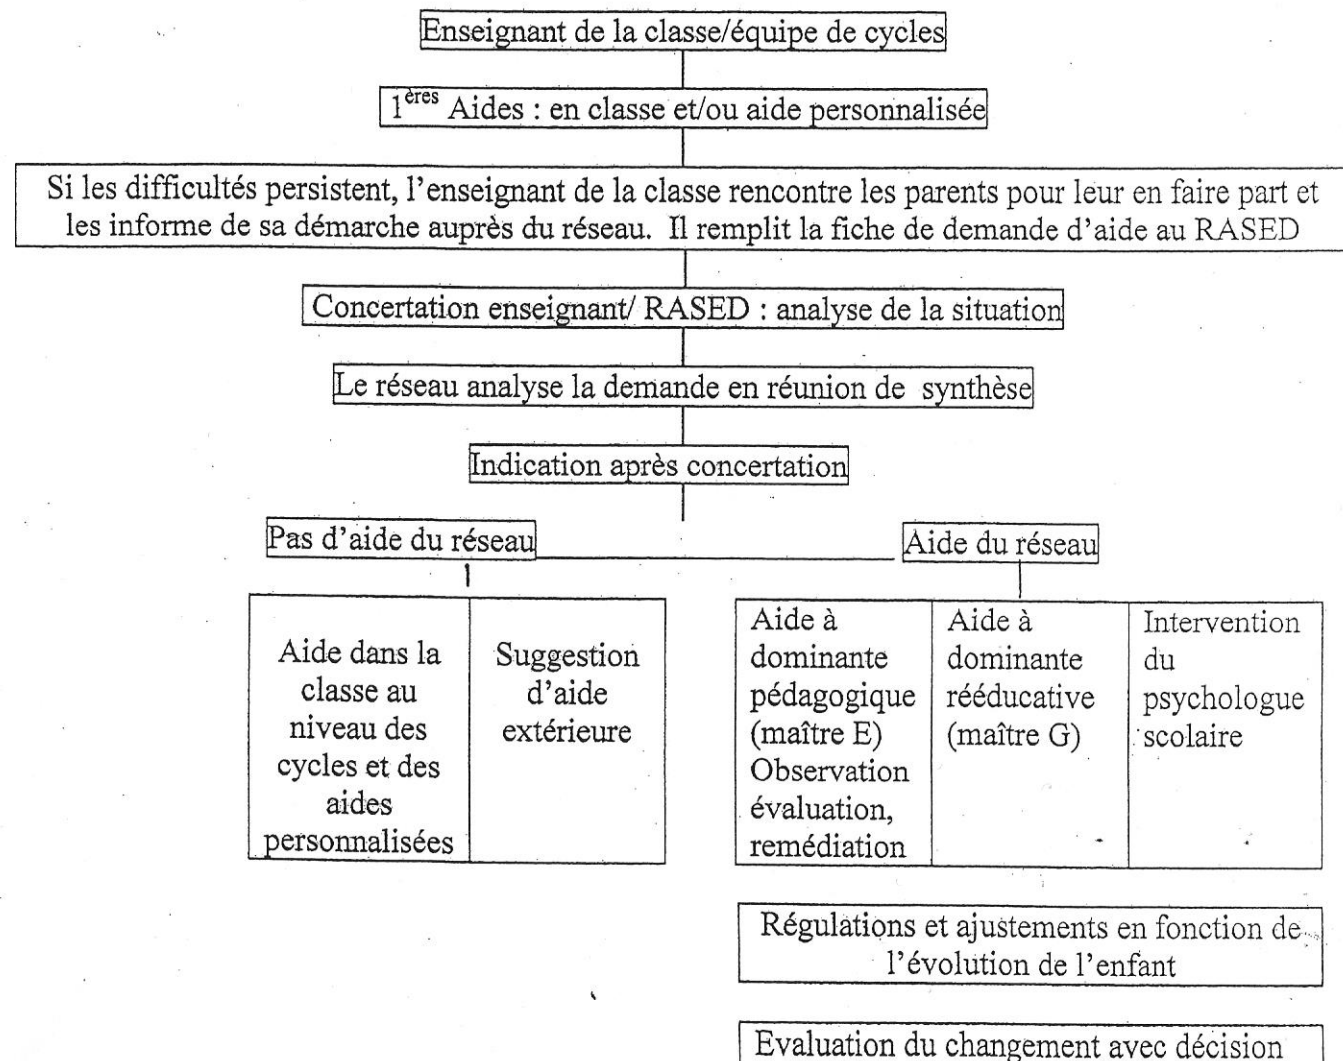 Enseignant de la classe/équipe de cycles
1ères Aides : en classe et/ou aide personnalisée
Si les difficultés persistent, l'enseignant de la classe rencontre les parents pour leur en faire part et
les informe de sa démarche auprès du réseau. Il remplit la fiche de demande d'aide au RASED
Concertation enseignant/ RASED : analyse de la situation
Le réseau analyse la demande en réunion de synthèse
Indication après concertation
Pas d'aide du réseau
Aide du réseau
Aide dans la
classe au
niveau des
cycles et des
aides
personnalisées
Suggestion
d'aide
extérieure
Aide à
dominante
pédagogique
(maître E)
Observation
évaluation,
remédiation
Aide à
dominante
rééducative
(maître G)
Intervention
du
psychologue
scolaire
Régulations et ajustements en fonction de
l'évolution de l'enfant
Evaluation du changement avec décision